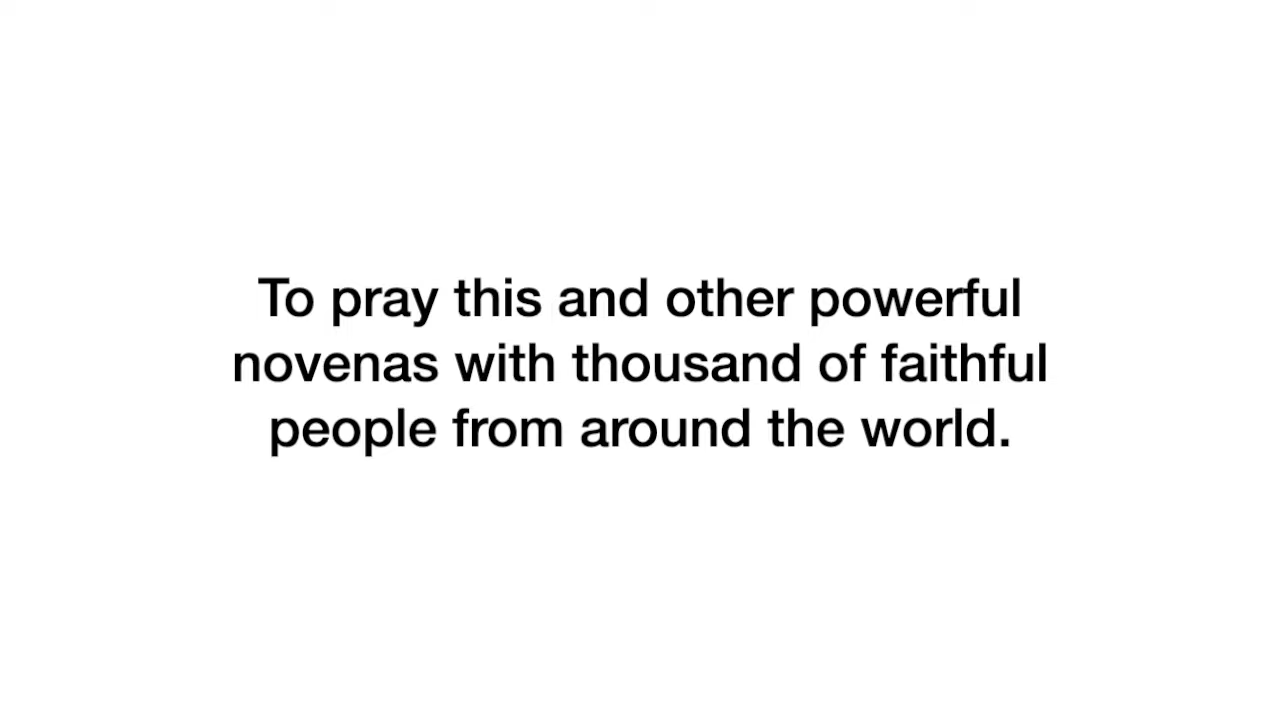 To pray this and other powerful
novenas with thousand of faithful
people from around the world.